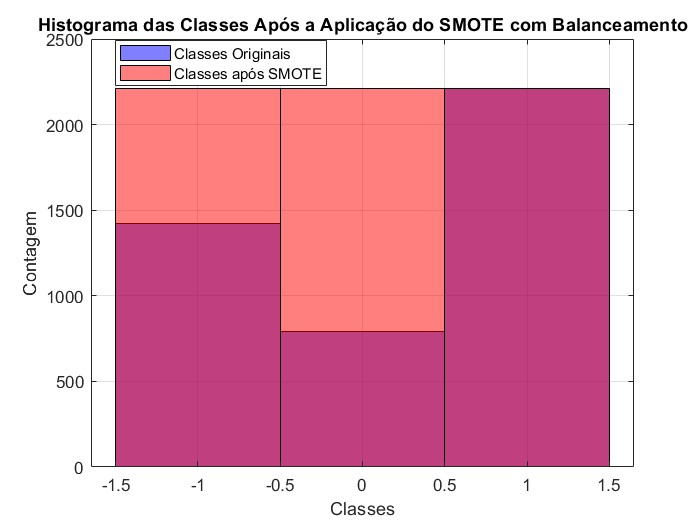 Histograma das Classes Após a Aplicação do SMOTE com Balanceamento
2500
2000
1500
1000
500
0
Contagem
Classes Originais
Classes após SMOTE
-1.5 -1 -0.5 0 0.5 1 1.5
Classes